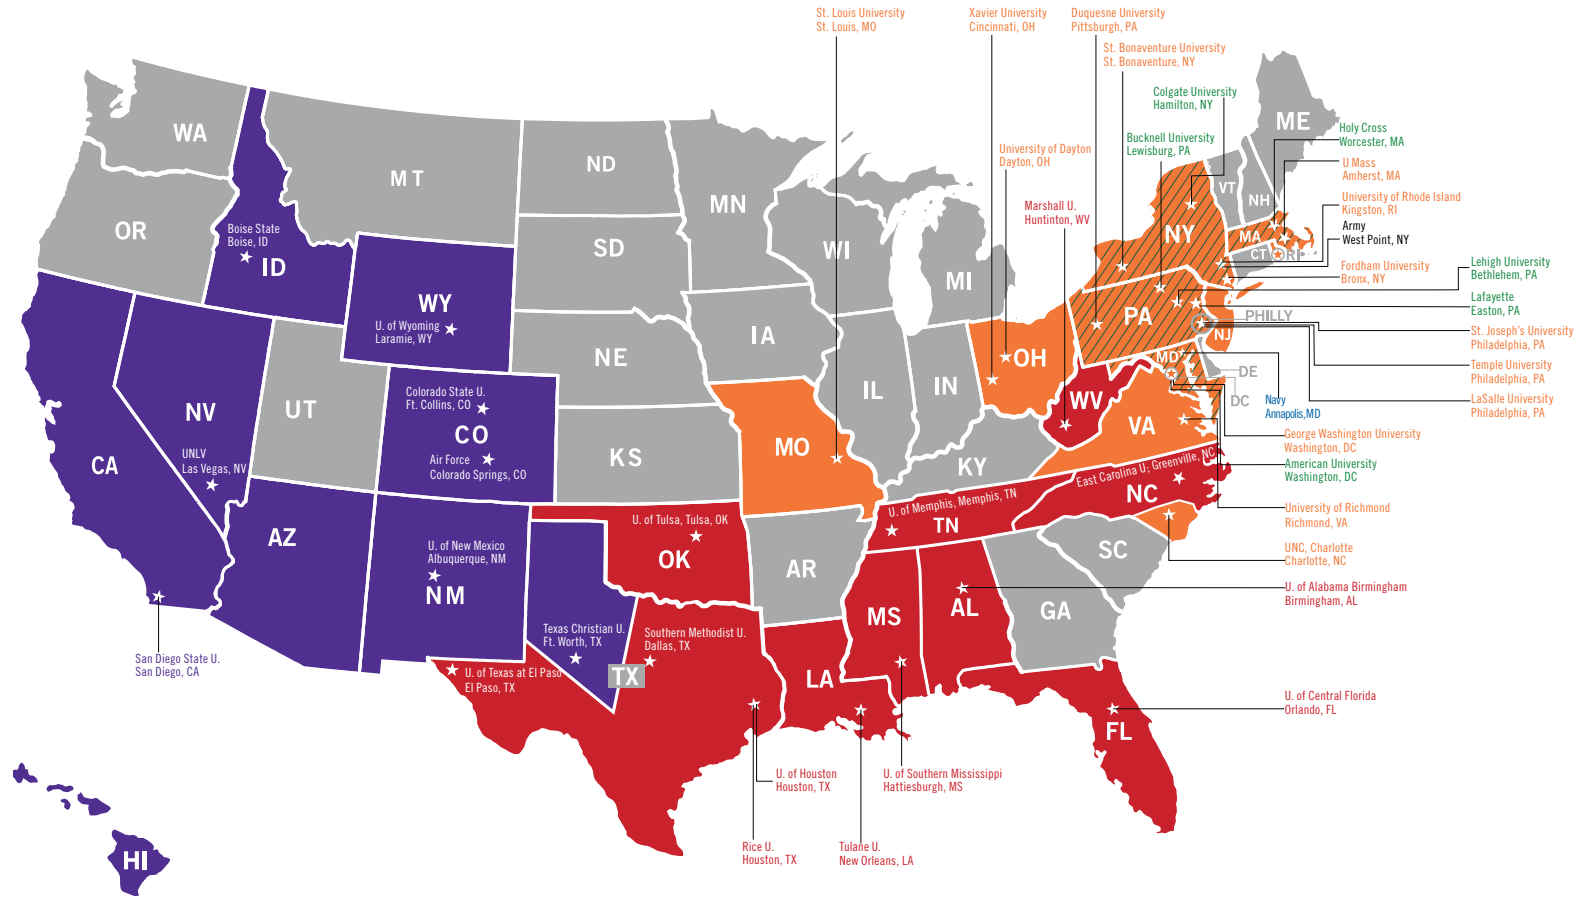 St. Louis University
St. Louis, MO
Xavier University
Cincinnati, OH
Duquesne University
Pittsburgh, PA
St. Bonaventure University
St. Bonaventure, NY
Colgate University
Hamilton, NY
Bucknell University
Lewisburg, PA
University of Dayton
Dayton, OH
Marshall U.
Huntinton, WV
Holy Cross
Worcester, MA
U Mass
Amherst, MA
University of Rhode Island
Kingston, RI
Army
West Point, NY
Fordham University
Bronx, NY
Lehigh University
Bethlehem, PA
Lafayette
Easton, PA
St. Joseph's University
Philadelphia, PA
Temple University
Philadelphia, PA
LaSalle University
Philadelphia, PA
Navy
Annapolis,MD
George Washington University
Washington, DC
American University
Washington, DC
University of Richmond
Richmond, VA
UNC, Charlotte
Charlotte, NC
U. of Alabama Birmingham
Birmingham, AL
U. of Central Florida
Orlando, FL
WA
OR
MT
ND
SD
MN
WI
MI
ME
VT
NH
MA
CT
RI
NY
PA
PHILLY
NJ
MD
DE
DC
Boise State
Boise, ID
ID
WY
U. of Wyoming
Laramie, WY
NE
IA
IL
IN
OH
WV
VA
CA
NV
UNLV
Las Vegas, NV
UT
Colorado State U.
Ft. Collins, CO
CO
Air Force
Colorado Springs, CO
KS
MO
KY
East Carolina U; Greenville, NC
NC
U. of Memphis, Memphis, TN
TN
SC
AZ
U. of New Mexico
Albuquerque, NM
NM
U. of Tulsa, Tulsa, OK
OK
AR
MS
AL
GA
San Diego State U.
San Diego, CA
Texas Christian U.
Ft. Worth, TX
Southern Methodist U.
Dallas, TX
TX
U. of Texas at El Paso
El Paso, TX
LA
FL
U. of Houston
Houston, TX
U. of Southern Mississippi
Hattiesburgh, MS
Rice U.
Houston, TX
Tulane U.
New Orleans, LA
HI